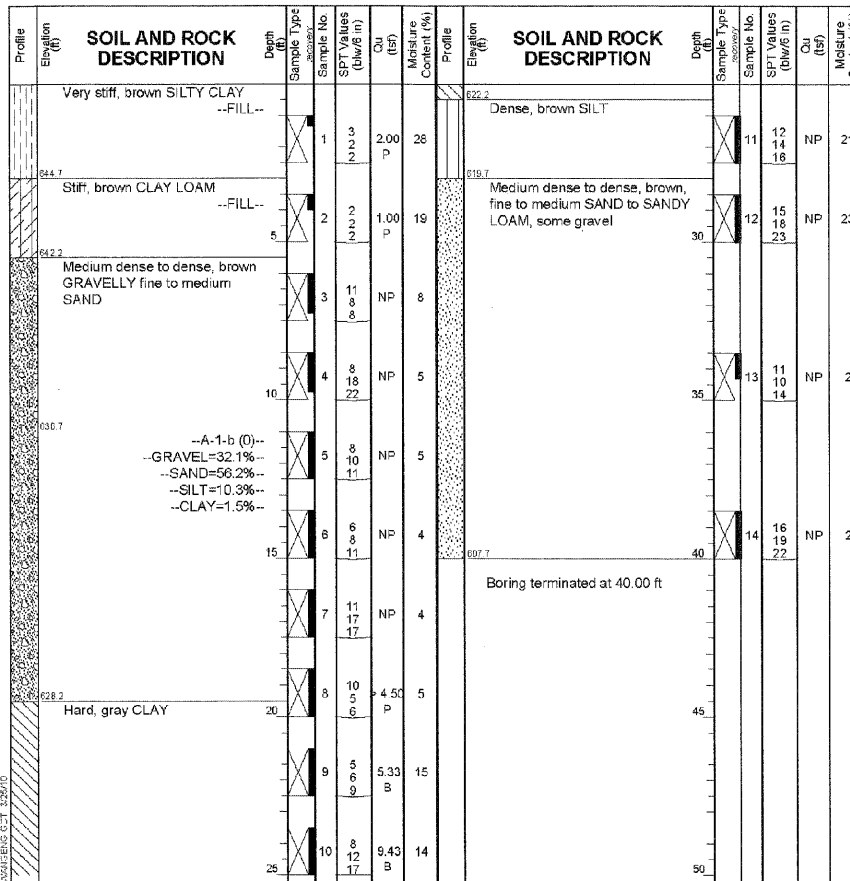 Profile
Elevation (ft)
SOIL AND ROCK DESCRIPTION
Depth (ft)
Sample Type
recovery
Sample No.
SPT Values (blw/6 in)
Qu (tsf)
Moisture Content (%)
Very stiff, brown SILTY CLAY
--FILL--
1
3
2
2
2.00
P
28
644.7
Stiff, brown CLAY LOAM
--FILL--
2
2
2
2
1.00
P
19
5
642.2
Medium dense to dense, brown
GRAVELLY fine to medium
SAND
3
11
8
8
NP
8
4
8
18
22
NP
5
10
636.7
--A-1-b (0)--
--GRAVEL=32.1%--
--SAND=56.2%--
--SILT=10.3%--
--CLAY=1.5%--
5
8
10
11
NP
5
6
6
8
11
NP
4
15
7
11
17
17
NP
4
8
10
5
6
> 4.50
P
5
628.2
Hard, gray CLAY
20
9
5
6
9
5.33
B
15
10
8
12
17
9.43
B
14
25
Profile
Elevation (ft)
SOIL AND ROCK DESCRIPTION
Depth (ft)
Sample Type
recovery
Sample No.
SPT Values (blw/6 in)
Qu (tsf)
Moisture
622.2
Dense, brown SILT
11
12
14
16
NP
619.7
Medium dense to dense, brown,
fine to medium SAND to SANDY
LOAM, some gravel
12
15
18
23
NP
30
13
11
10
14
NP
35
14
16
19
22
NP
607.7
40
Boring terminated at 40.00 ft
45
50